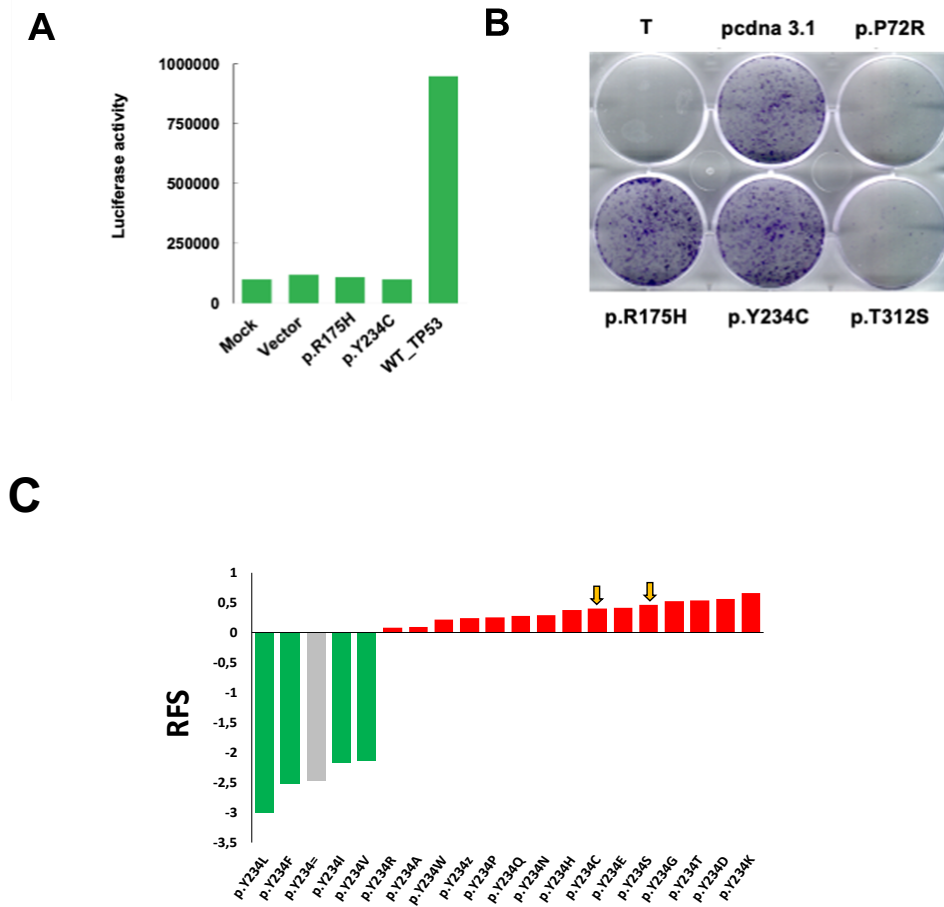 A
B
T pcdna 3.1 p.P72R
Luciferase activity
1000000
750000
500000
250000
0
Mock
Vector
p.R175H
p.Y234C
WT_TP53
p.R175H p.Y234C p.T312S
C
RFS
1
0,5
0
-0,5
-1
-1,5
-2
-2,5
-3
-3,5
p.Y234L
p.Y234F
p.Y234=
p.Y234I
p.Y234V
p.Y234R
p.Y234A
p.Y234W
p.Y234z
p.Y234P
p.Y234Q
p.Y234N
p.Y234H
p.Y234C
p.Y234E
p.Y234S
p.Y234G
p.Y234T
p.Y234D
p.Y234K